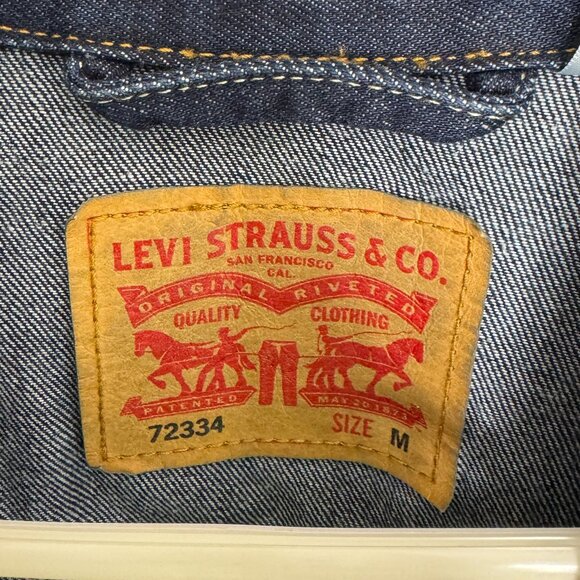 LEVI STRAUSS & CO.
SAN FRANCISCO
CAL.
ORIGINAL RIVETED
QUALITY CLOTHING
PATENTED MAY 20 1873
72334 SIZE M